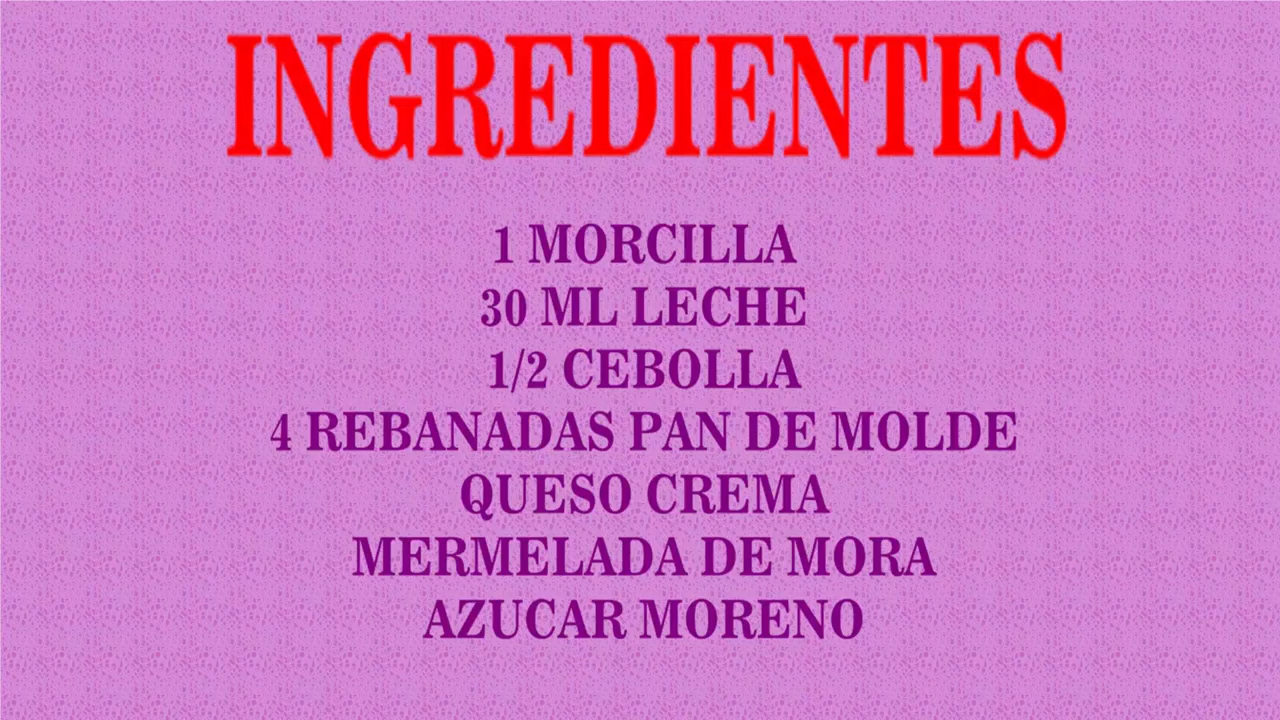 INGREDIENTES
1 MORCILLA
30 ML LECHE
1/2 CEBOLLA
4 REBANADAS PAN DE MOLDE
QUESO CREMA
MERMELADA DE MORA
AZUCAR MORENO